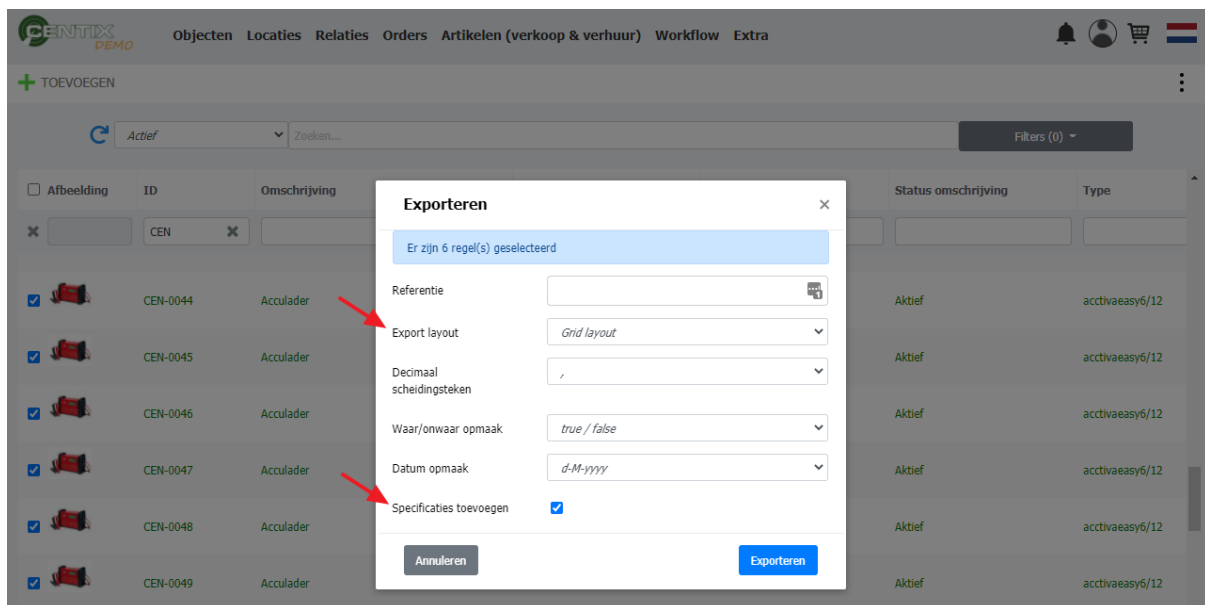 CENTIX
DEMO
Objecten Locaties Relaties Orders Artikelen (verkoop & verhuur) Workflow Extra
TOEVOEGEN
Actief
Zoeken...
Filters (0)
Afbeelding ID Omschrijving Status omschrijving Type
CEN
Exporteren
Er zijn 6 regel(s) geselecteerd
Referentie
Export layout Grid layout
Decimaal
scheidingsteken ,
Waar/onwaar opmaak true / false
Datum opmaak d-M-yyyy
Specificaties toevoegen
Annuleren Exporteren
CEN-0044 Acculader Aktief acctivaeasy6/12
CEN-0045 Acculader Aktief acctivaeasy6/12
CEN-0046 Acculader Aktief acctivaeasy6/12
CEN-0047 Acculader Aktief acctivaeasy6/12
CEN-0048 Acculader Aktief acctivaeasy6/12
CEN-0049 Acculader Aktief acctivaeasy6/12